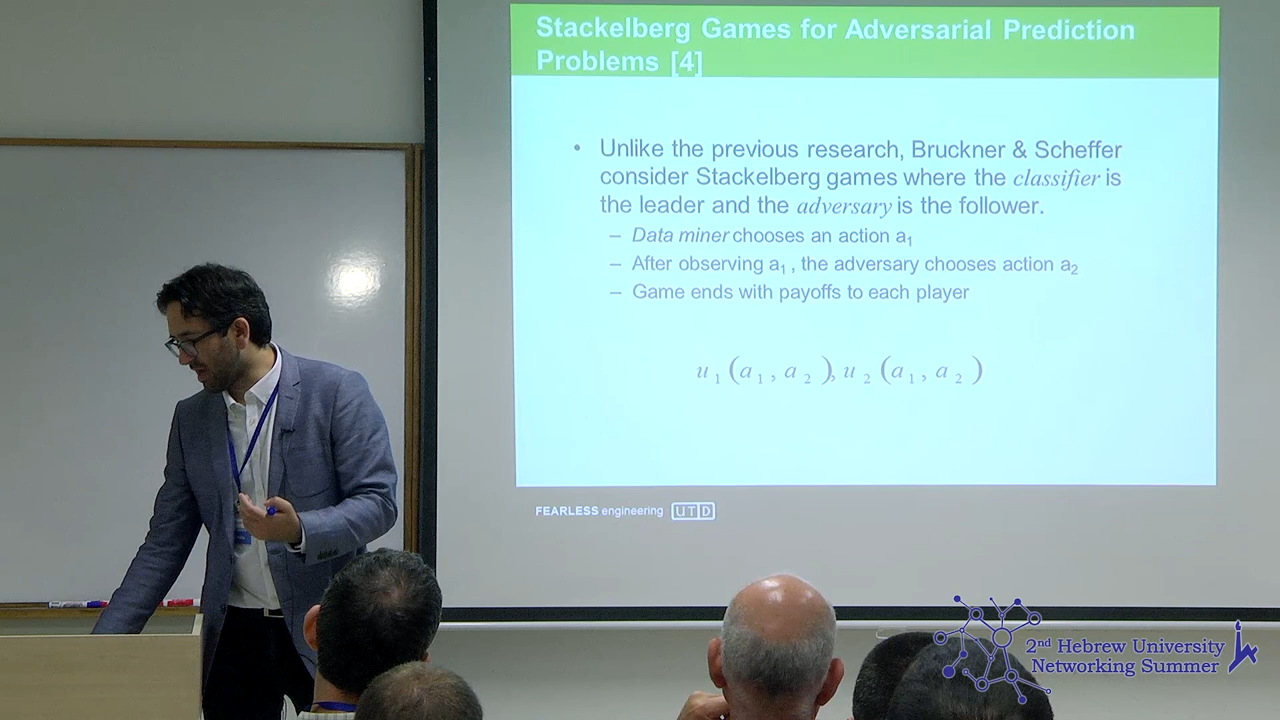 Stackelberg Games for Adversarial Prediction
Problems [4]
• Unlike the previous research, Bruckner & Scheffer
consider Stackelberg games where the classifier is
the leader and the adversary is the follower.
– Data miner chooses an action a₁
– After observing a₁ , the adversary chooses action a₂
– Game ends with payoffs to each player
u₁ (a₁ , a₂ ), u₂ (a₁ , a₂ )
FEARLESS engineering UTD
2nd Hebrew University
Networking Summer